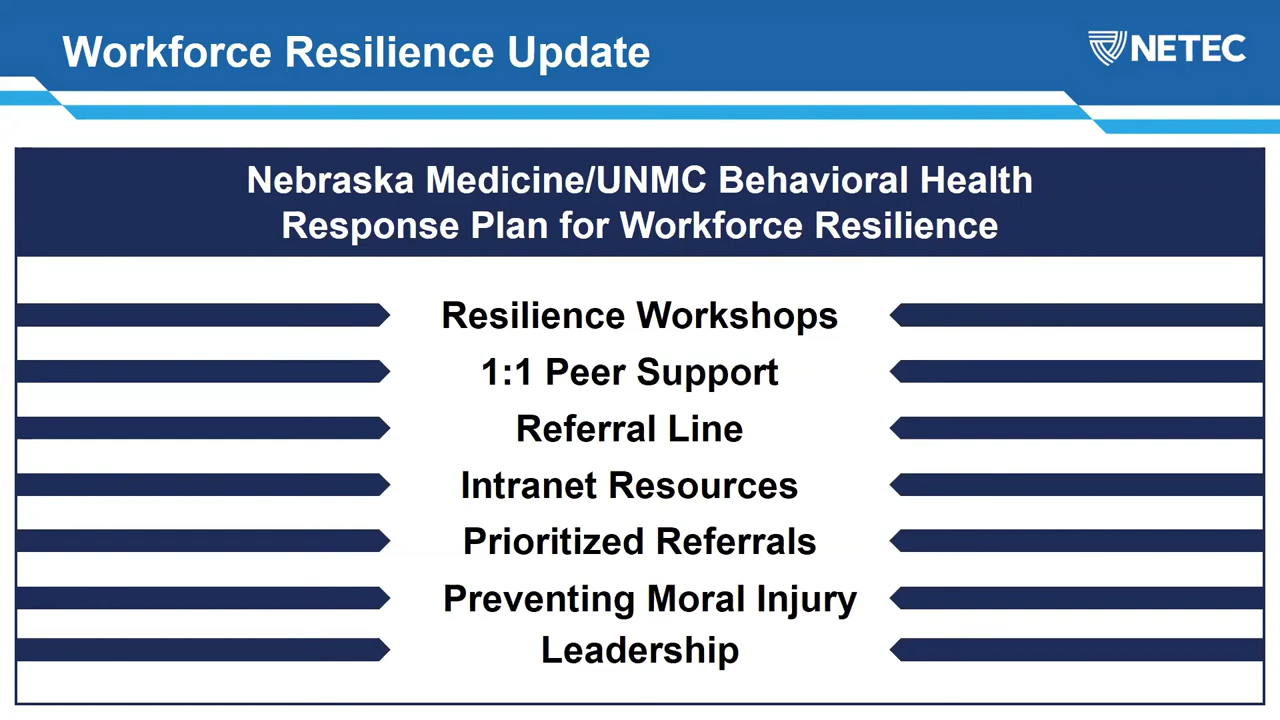 Workforce Resilience Update
NETEC
Nebraska Medicine/UNMC Behavioral Health
Response Plan for Workforce Resilience
Resilience Workshops
1:1 Peer Support
Referral Line
Intranet Resources
Prioritized Referrals
Preventing Moral Injury
Leadership